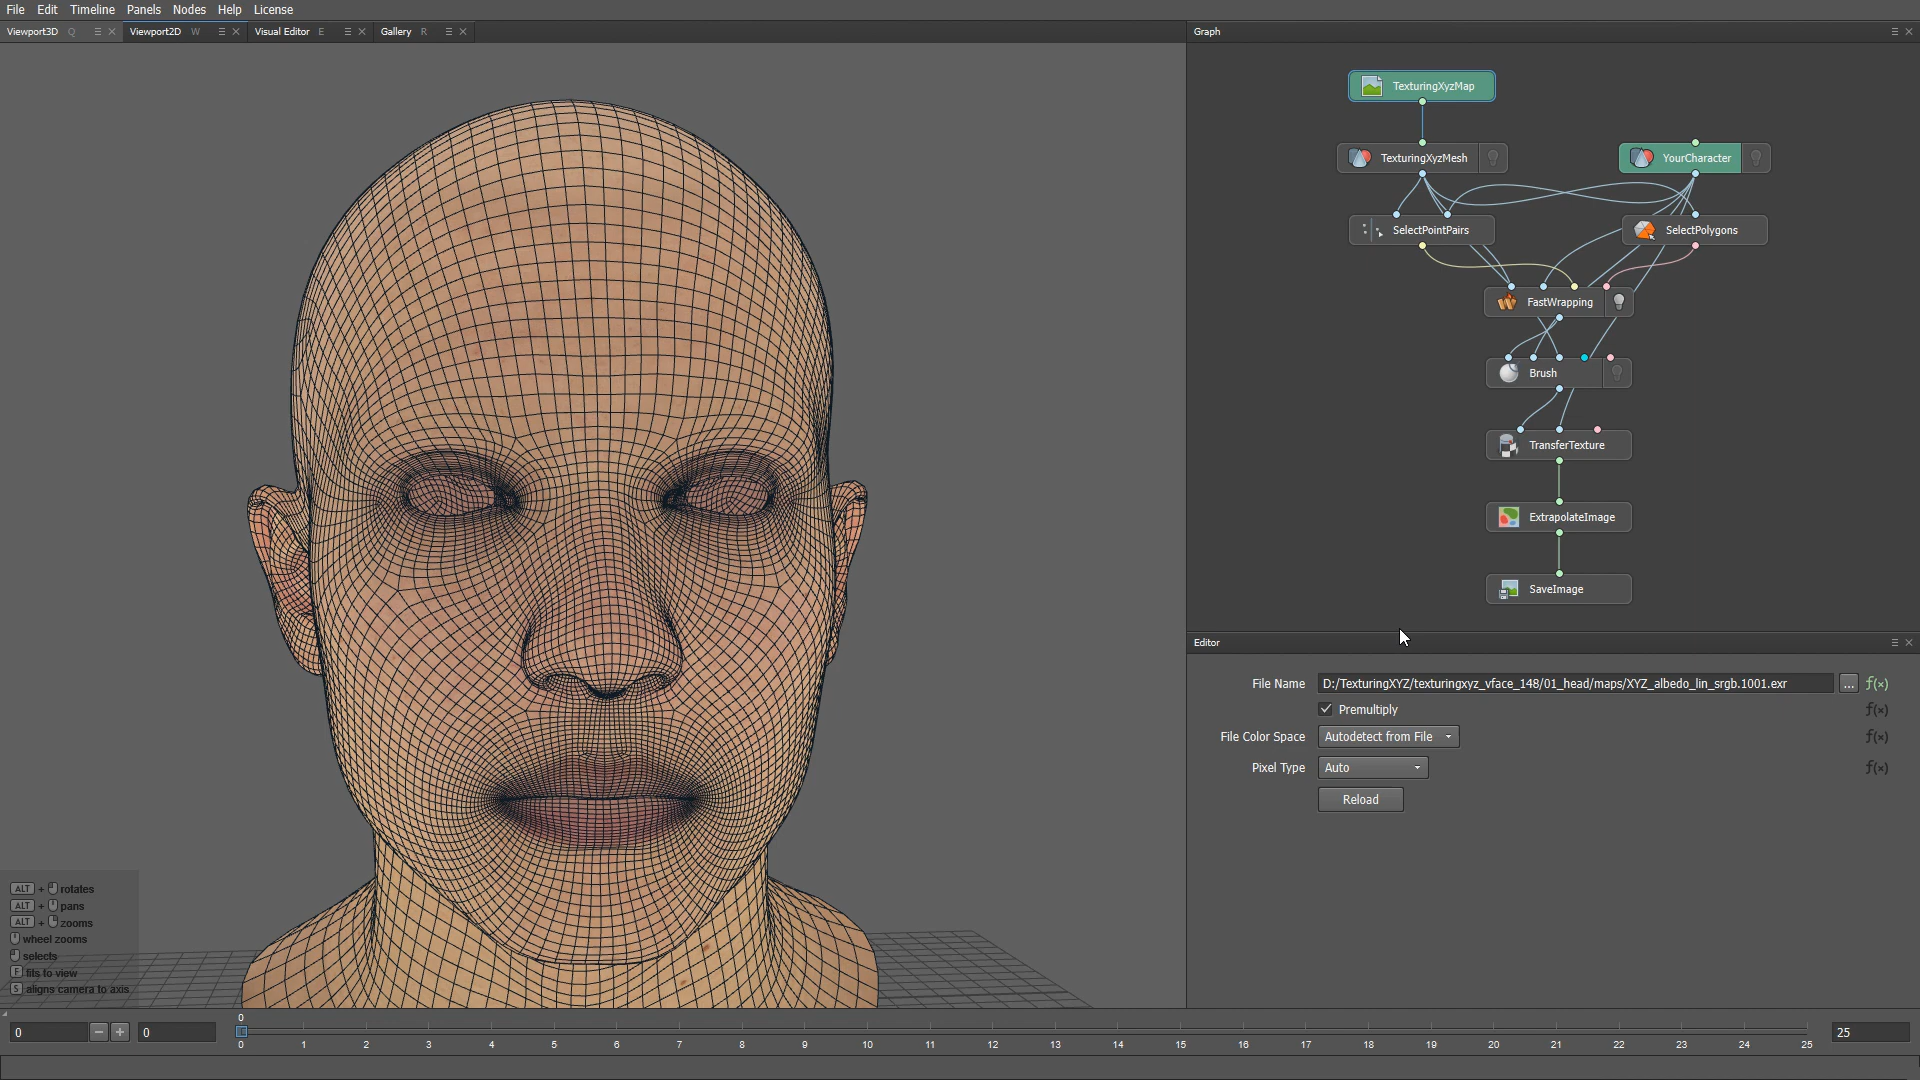 File Edit Timeline Panels Nodes Help License
Viewport3D Q Viewport2D W Visual Editor E Gallery R
Graph
TexturingXyzMap
TexturingXyzMesh
YourCharacter
SelectPointPairs
SelectPolygons
FastWrapping
Brush
TransferTexture
ExtrapolateImage
SaveImage
Editor
File Name D:/TexturingXYZ/texturingxyz_vface_148/01_head/maps/XYZ_albedo_lin_srgb.1001.exr ... f(x)
Premultiply f(x)
File Color Space Autodetect from File f(x)
Pixel Type Auto f(x)
Reload
ALT + rotates
ALT + pans
ALT + zooms
wheel zooms
selects
F fits to view
S aligns camera to axis
0
0 − + 0 25
0 1 2 3 4 5 6 7 8 9 10 11 12 13 14 15 16 17 18 19 20 21 22 23 24 25